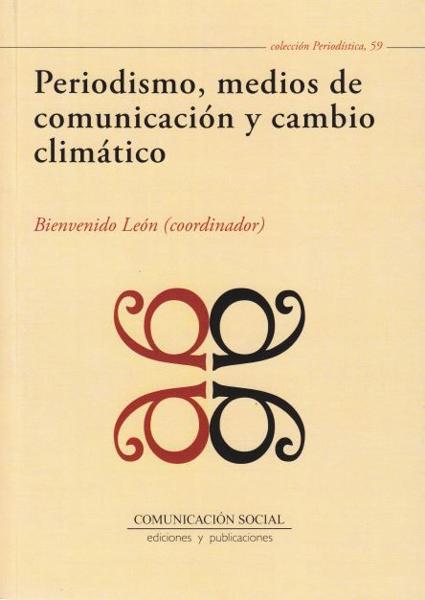 colección Periodística, 59
Periodismo, medios de
comunicación y cambio
climático
Bienvenido León (coordinador)
COMUNICACIÓN SOCIAL
ediciones y publicaciones